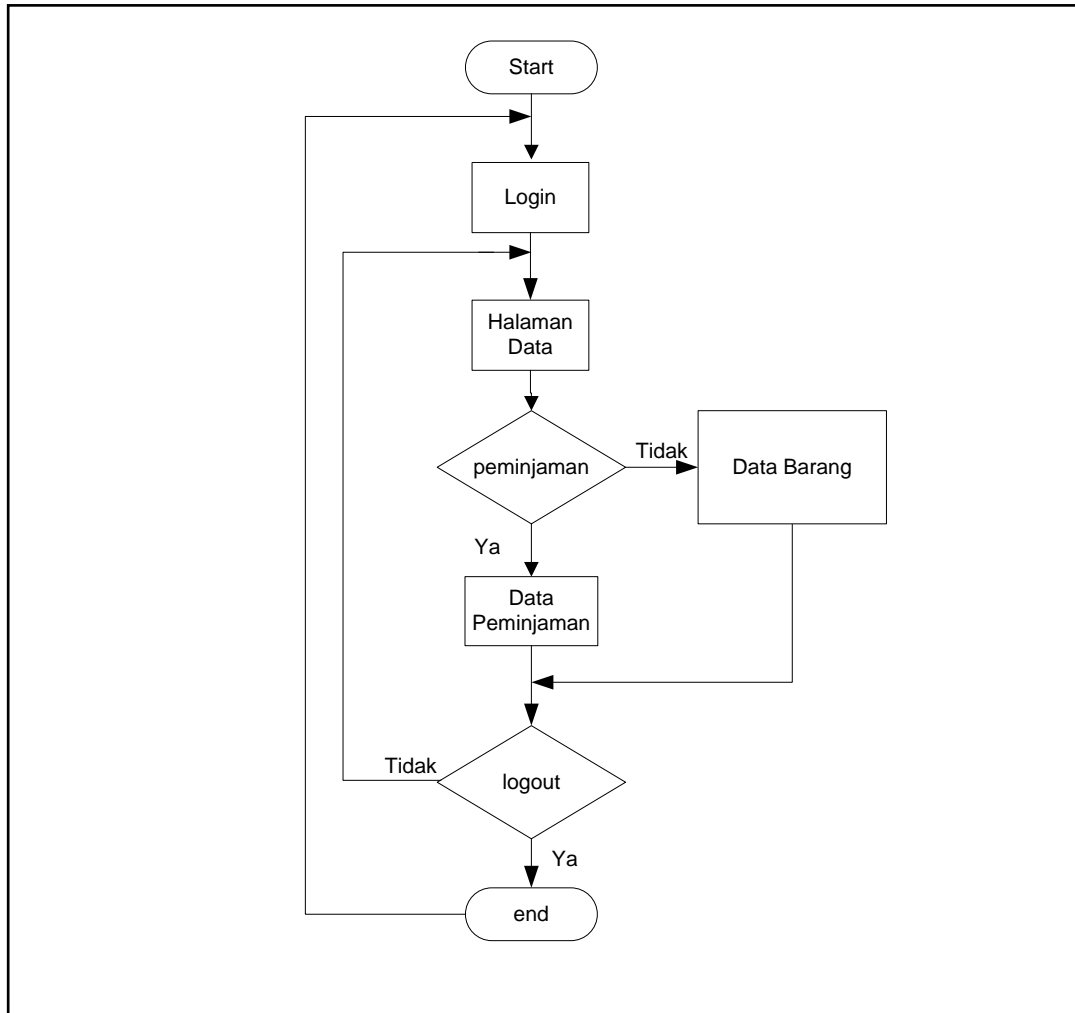 Start
Login
Halaman
Data
peminjaman
Tidak
Data Barang
Ya
Data
Peminjaman
Tidak
logout
Ya
end